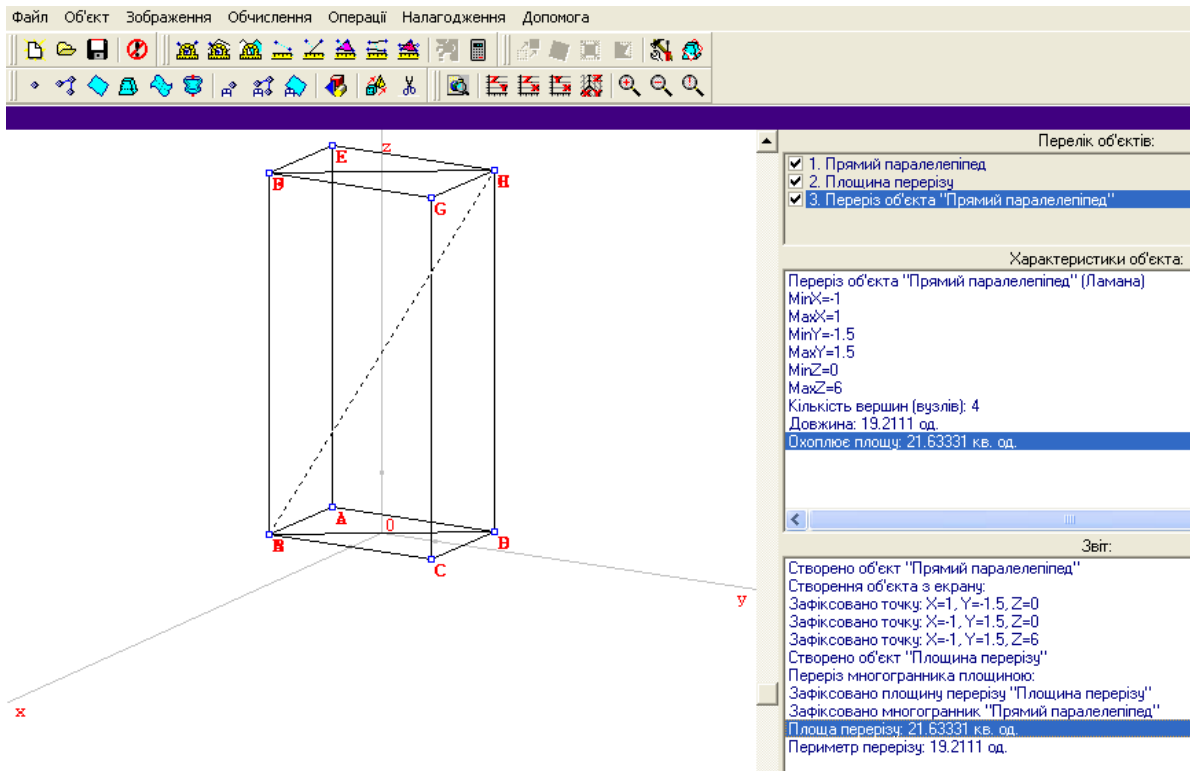 Файл Об'єкт Зображення Обчислення Операції Налагодження Допомога
Перелік об'єктів:
1. Прямий паралелепіпед
2. Площина перерізу
3. Переріз об'єкта "Прямий паралелепіпед"
Характеристики об'єкта:
Переріз об'єкта "Прямий паралелепіпед" (Ламана)
MinX=-1
MaxX=1
MinY=-1.5
MaxY=1.5
MinZ=0
MaxZ=6
Кількість вершин (вузлів): 4
Довжина: 19.2111 од.
Охоплює площу: 21.63331 кв. од.
Звіт:
Створено об'єкт "Прямий паралелепіпед"
Створення об'єкта з екрану:
Зафіксовано точку: X=1, Y=-1.5, Z=0
Зафіксовано точку: X=-1, Y=1.5, Z=0
Зафіксовано точку: X=-1, Y=1.5, Z=6
Створено об'єкт "Площина перерізу"
Переріз многогранника площиною:
Зафіксовано площину перерізу "Площина перерізу"
Зафіксовано многогранник "Прямий паралелепіпед"
Площа перерізу: 21.63331 кв. од.
Периметр перерізу: 19.2111 од.
E
z
G
A
0
C
y
x